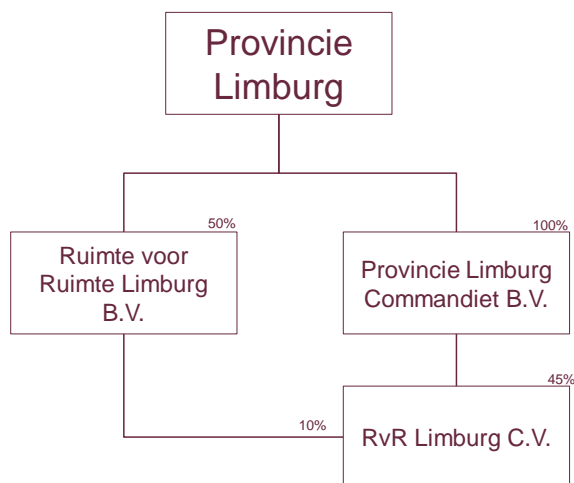 Provincie
Limburg
50%
Ruimte voor
Ruimte Limburg
B.V.
100%
Provincie Limburg
Commandiet B.V.
45%
10%
RvR Limburg C.V.